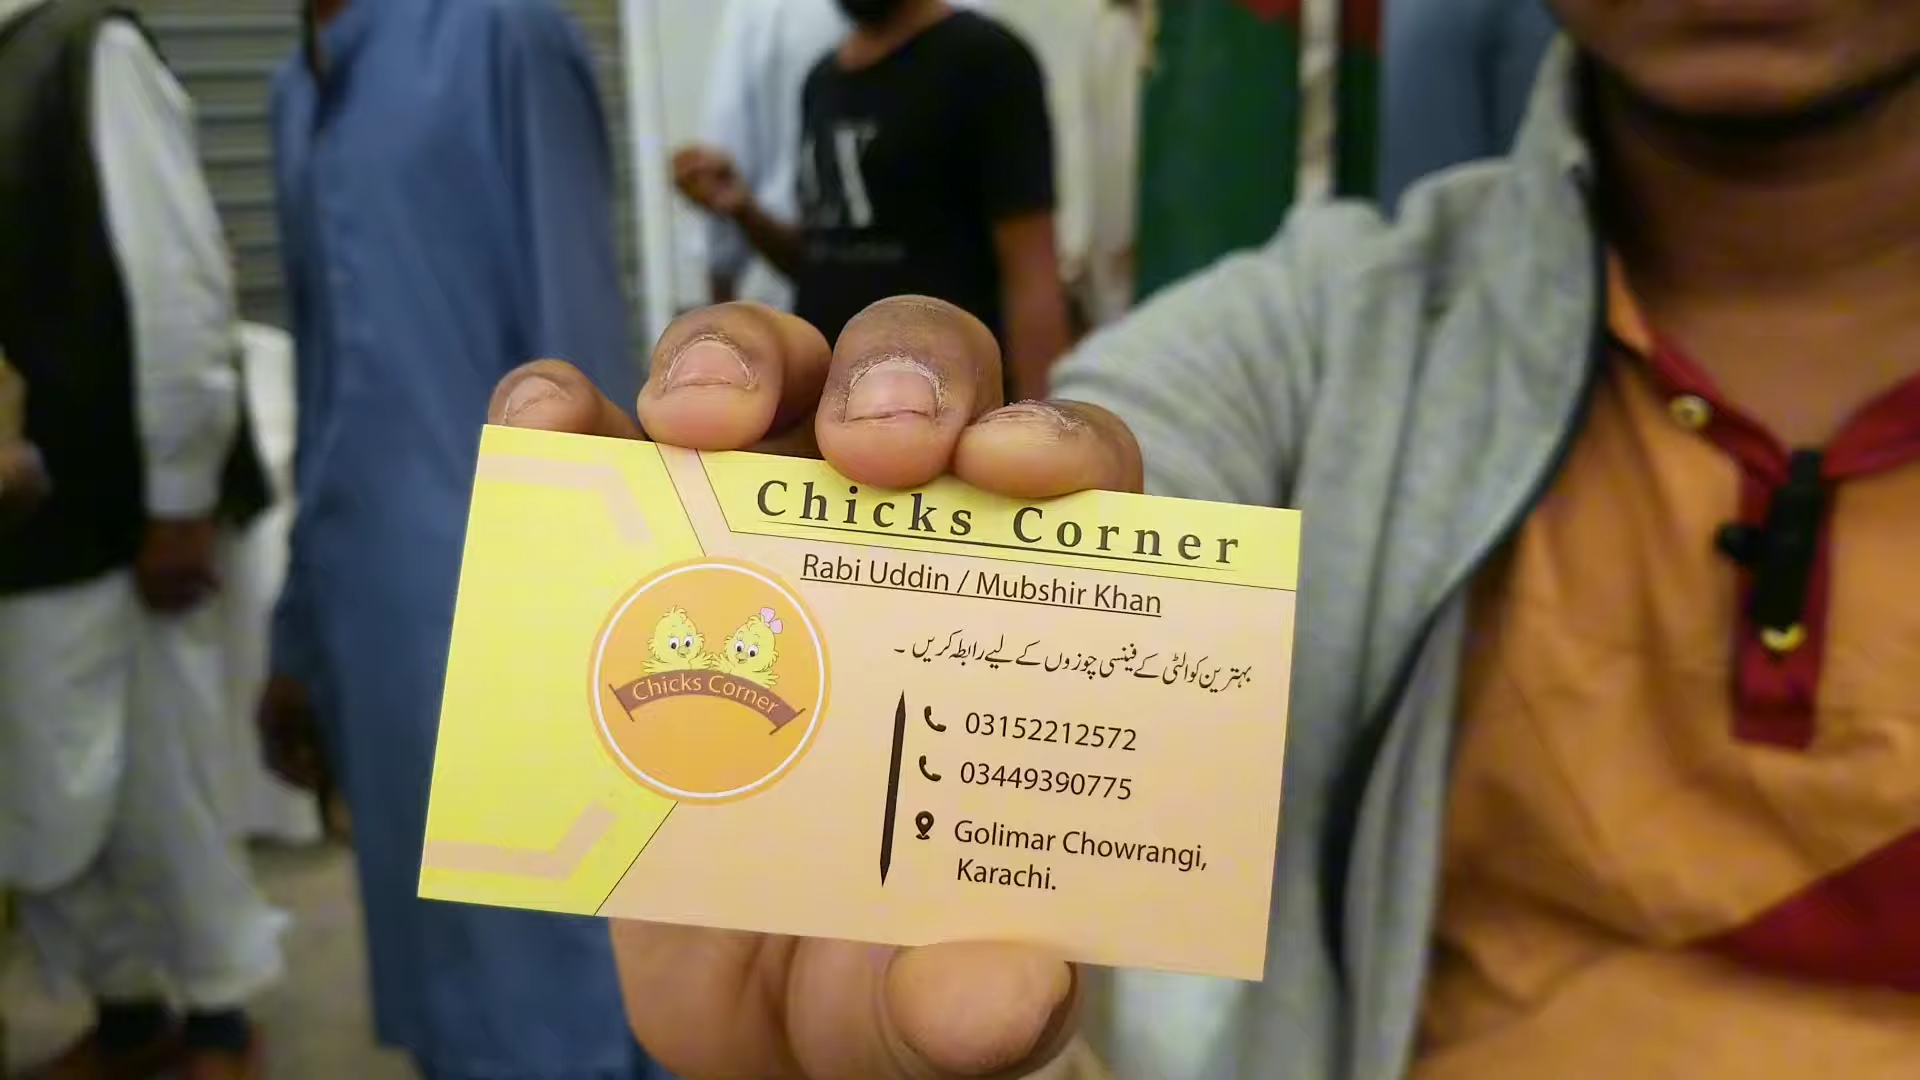 Chicks Corner
Rabi Uddin / Mubshir Khan
بہترین کوالٹی کے فینسی چوزوں کے لیے رابطہ کریں ۔
03152212572
03449390775
Golimar Chowrangi,
Karachi.
Chicks Corner